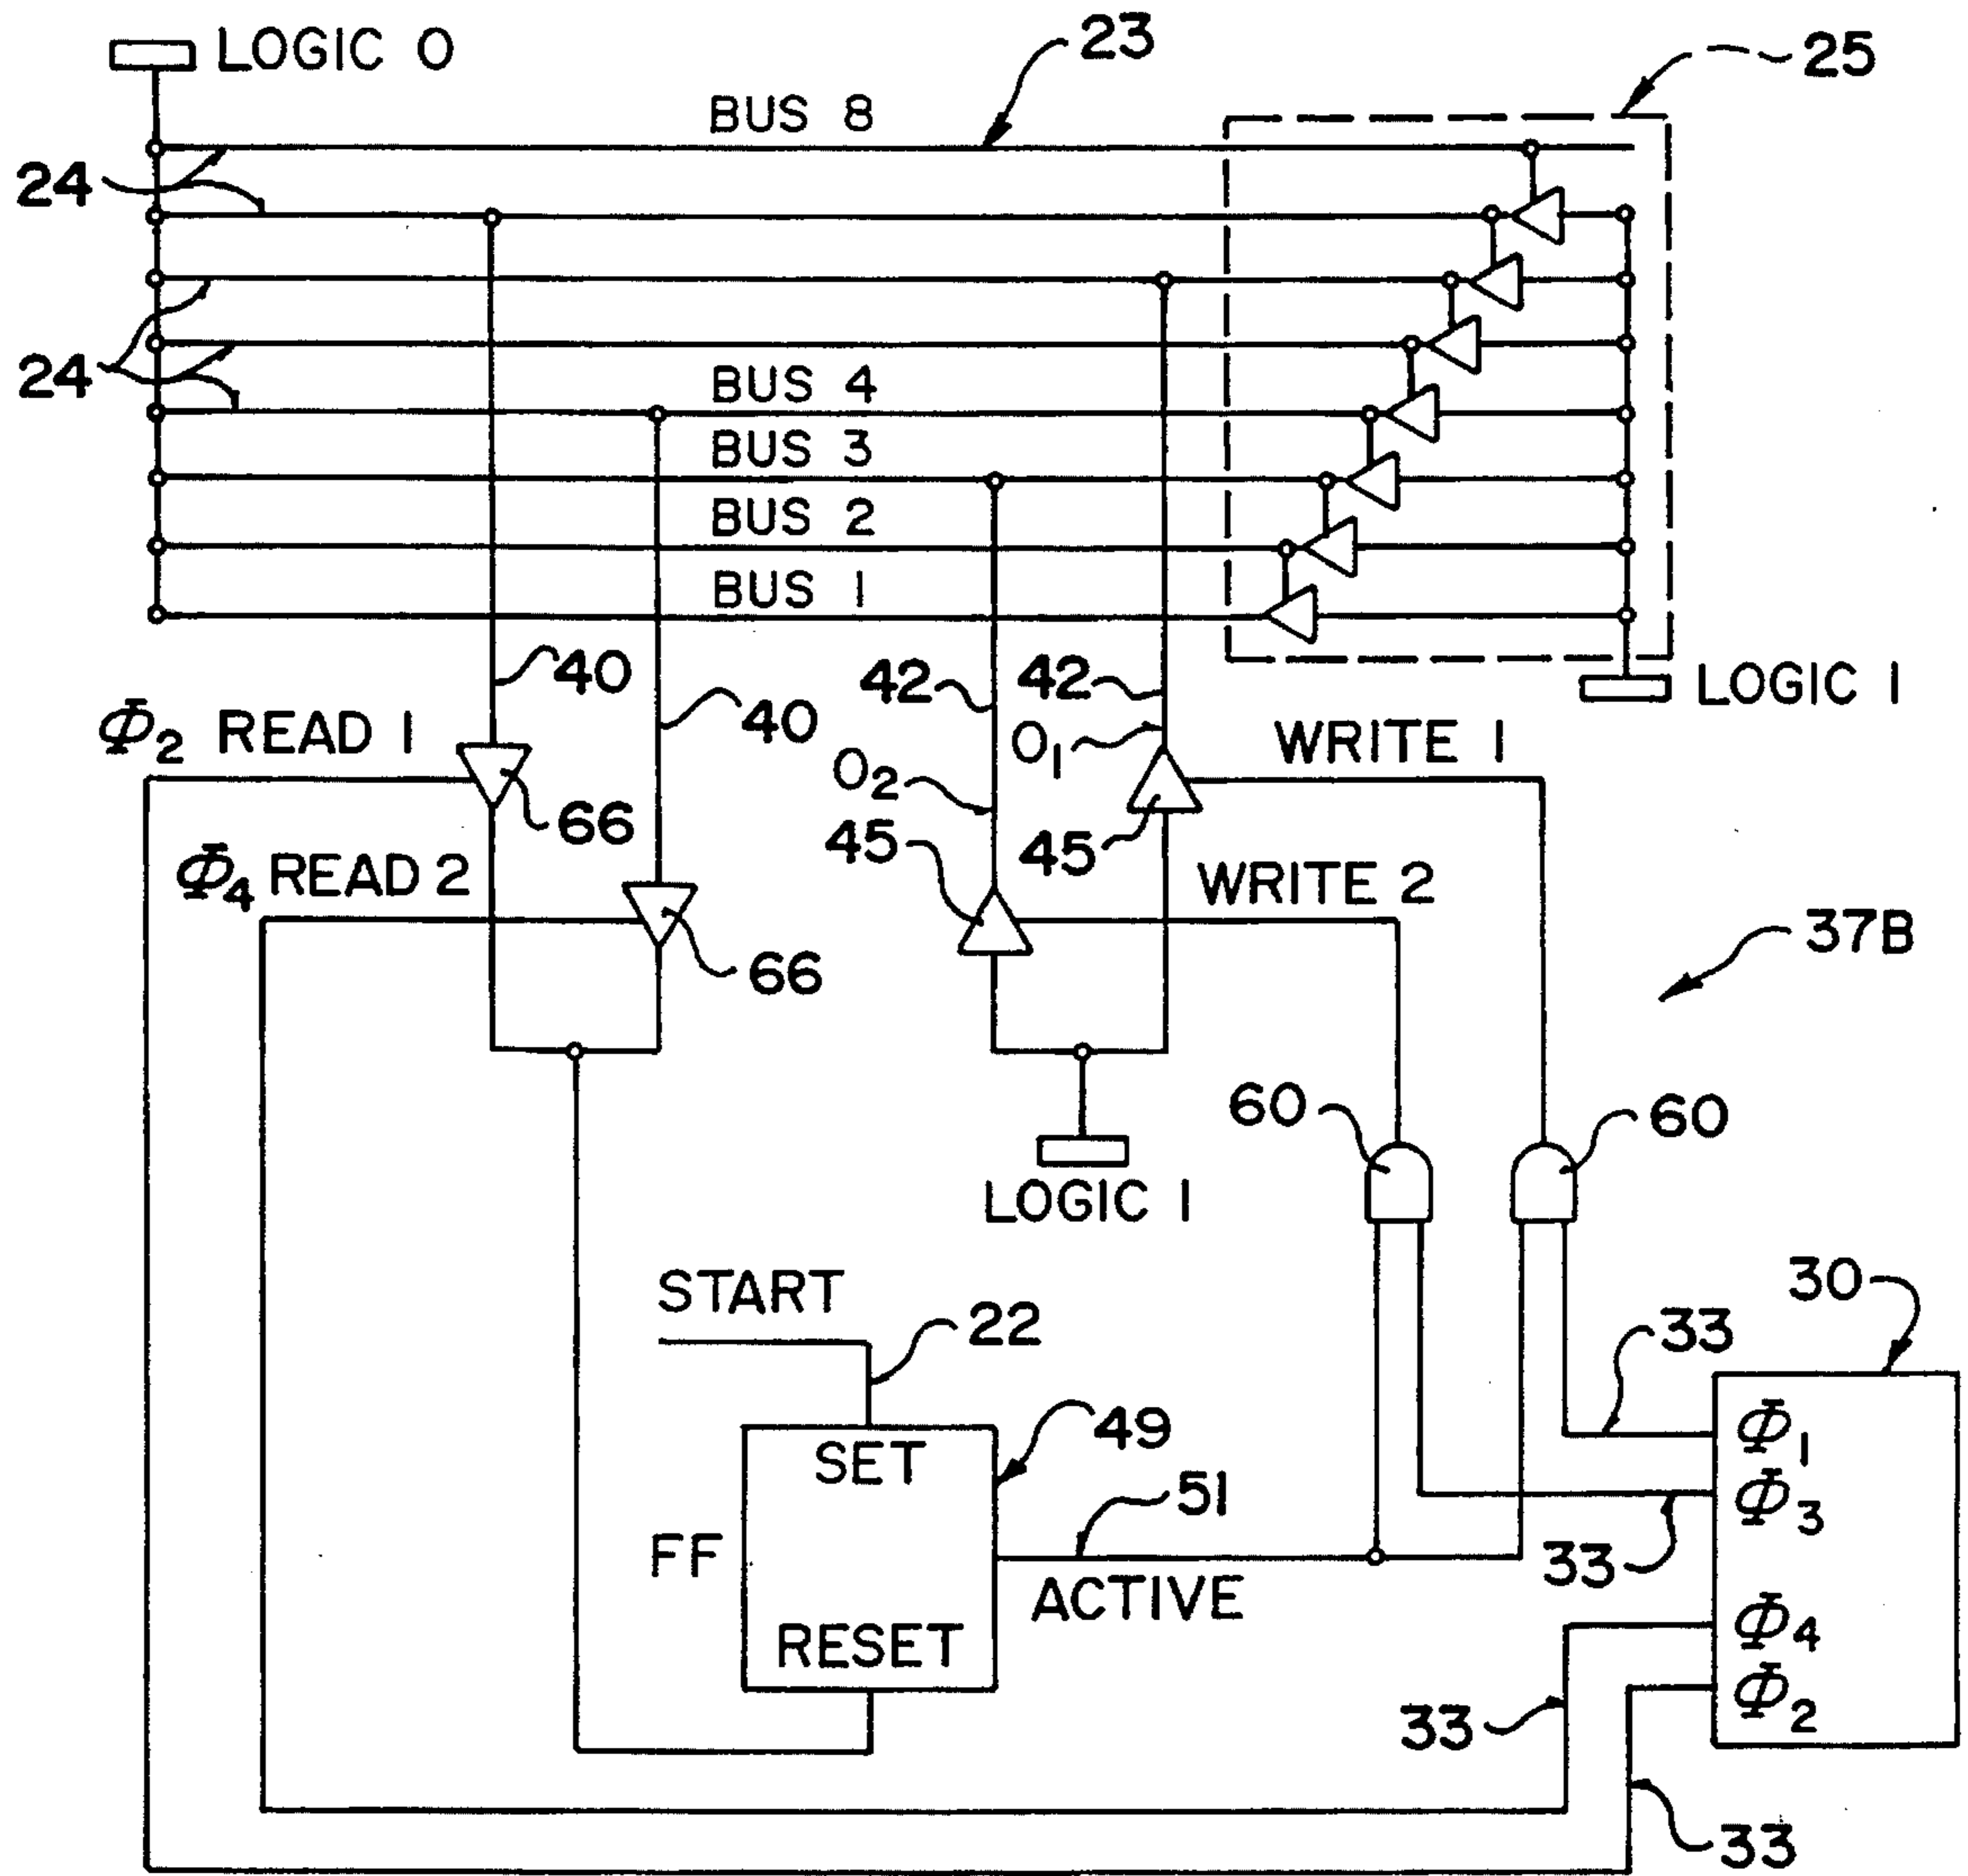 LOGIC 0
23
25
BUS 8
24
24
BUS 4
BUS 3
BUS 2
BUS 1
40
40
42
42
LOGIC 1
Φ2 READ 1
O1
WRITE 1
O2
66
45
45
Φ4 READ 2
WRITE 2
66
37B
60
60
LOGIC 1
START
22
30
33
49
SET
Φ1
51
Φ3
FF
33
ACTIVE
RESET
Φ4
Φ2
33
33